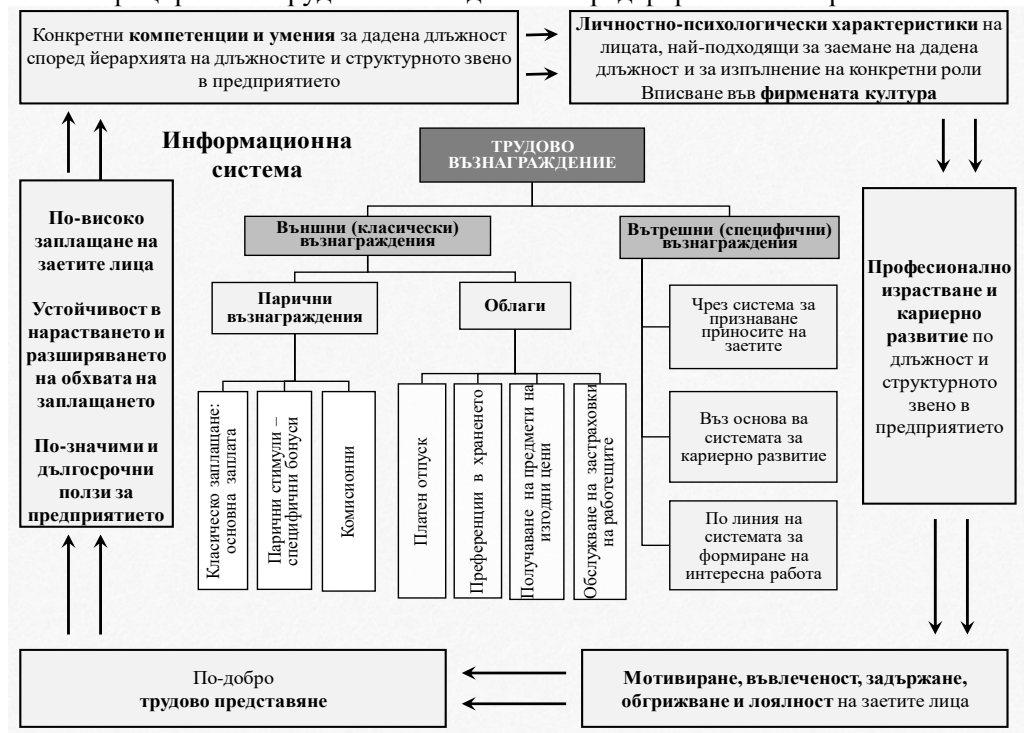 Конкретни компетенции и умения за дадена длъжност
според йерархията на длъжностите и структурното звено
в предприятието
Личностно-психологически характеристики на
лицата, най-подходящи за заемане на дадена
длъжност и за изпълнение на конкретни роли
Вписване във фирмената култура
Информационна
система
ТРУДОВО
ВЪЗНАГРАЖДЕНИЕ
По-високо
заплащане на
заетите лица
Устойчивост в
нарастването и
разширяването
на обхвата на
заплащането
По-значими и
дългосрочни
ползи за
предприятието
Външни (класически)
възнаграждения
Вътрешни (специфични)
възнаграждения
Парични
възнаграждения
Облаги
Класическо заплащане:
основна заплата
Парични стимули –
специфични бонуси
Комисионни
Платен отпуск
Преференции в храненето
Получаване на предмети на
изгодни цени
Обслужване на застраховки
на работещите
Чрез система за
признаване
приносите на
заетите
Въз основа ва
системата за
кариерно развитие
По линия на
системата за
формиране на
интересна работа
Професионално
израстване и
кариерно
развитие по
длъжност и
структурното
звено в
предприятието
По-добро
трудово представяне
Мотивиране, въвлеченост, задържане,
обгрижване и лоялност на заетите лица